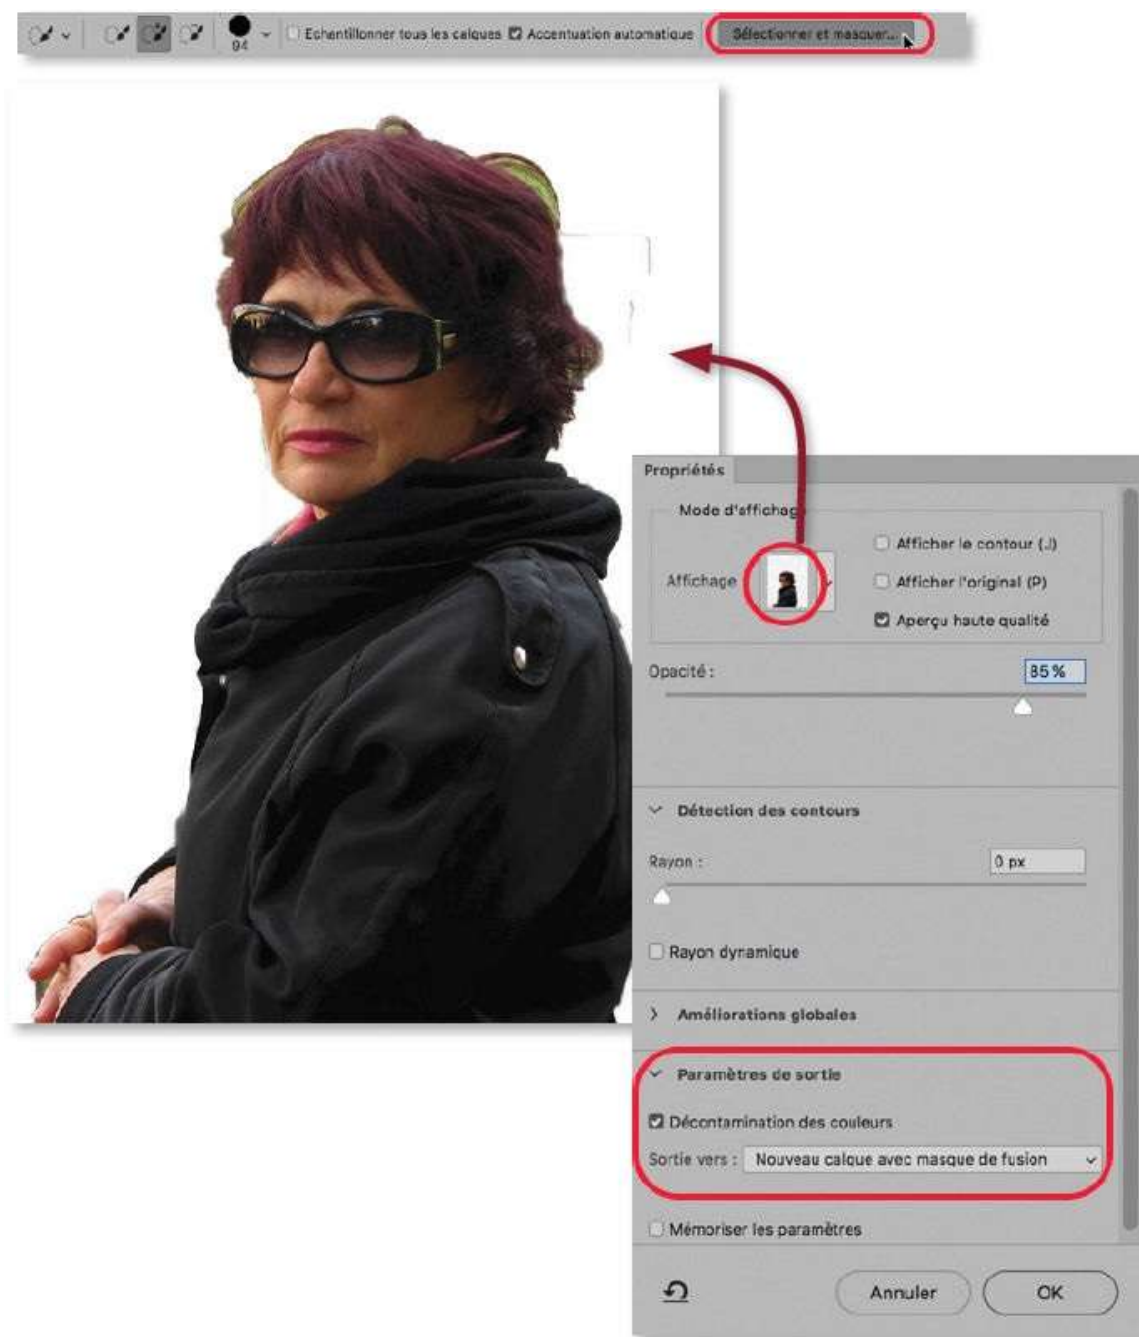 94
Echantillonner tous les calques Accentuation automatique Sélectionner et masquer...
Propriétés
Mode d'affichage
Afficher le contour (J)
Affichage
Afficher l'original (P)
Aperçu haute qualité
Opacité : 85 %
Détection des contours
Rayon : 0 px
Rayon dynamique
Améliorations globales
Paramètres de sortie
Décontamination des couleurs
Sortie vers : Nouveau calque avec masque de fusion
Mémoriser les paramètres
Annuler OK